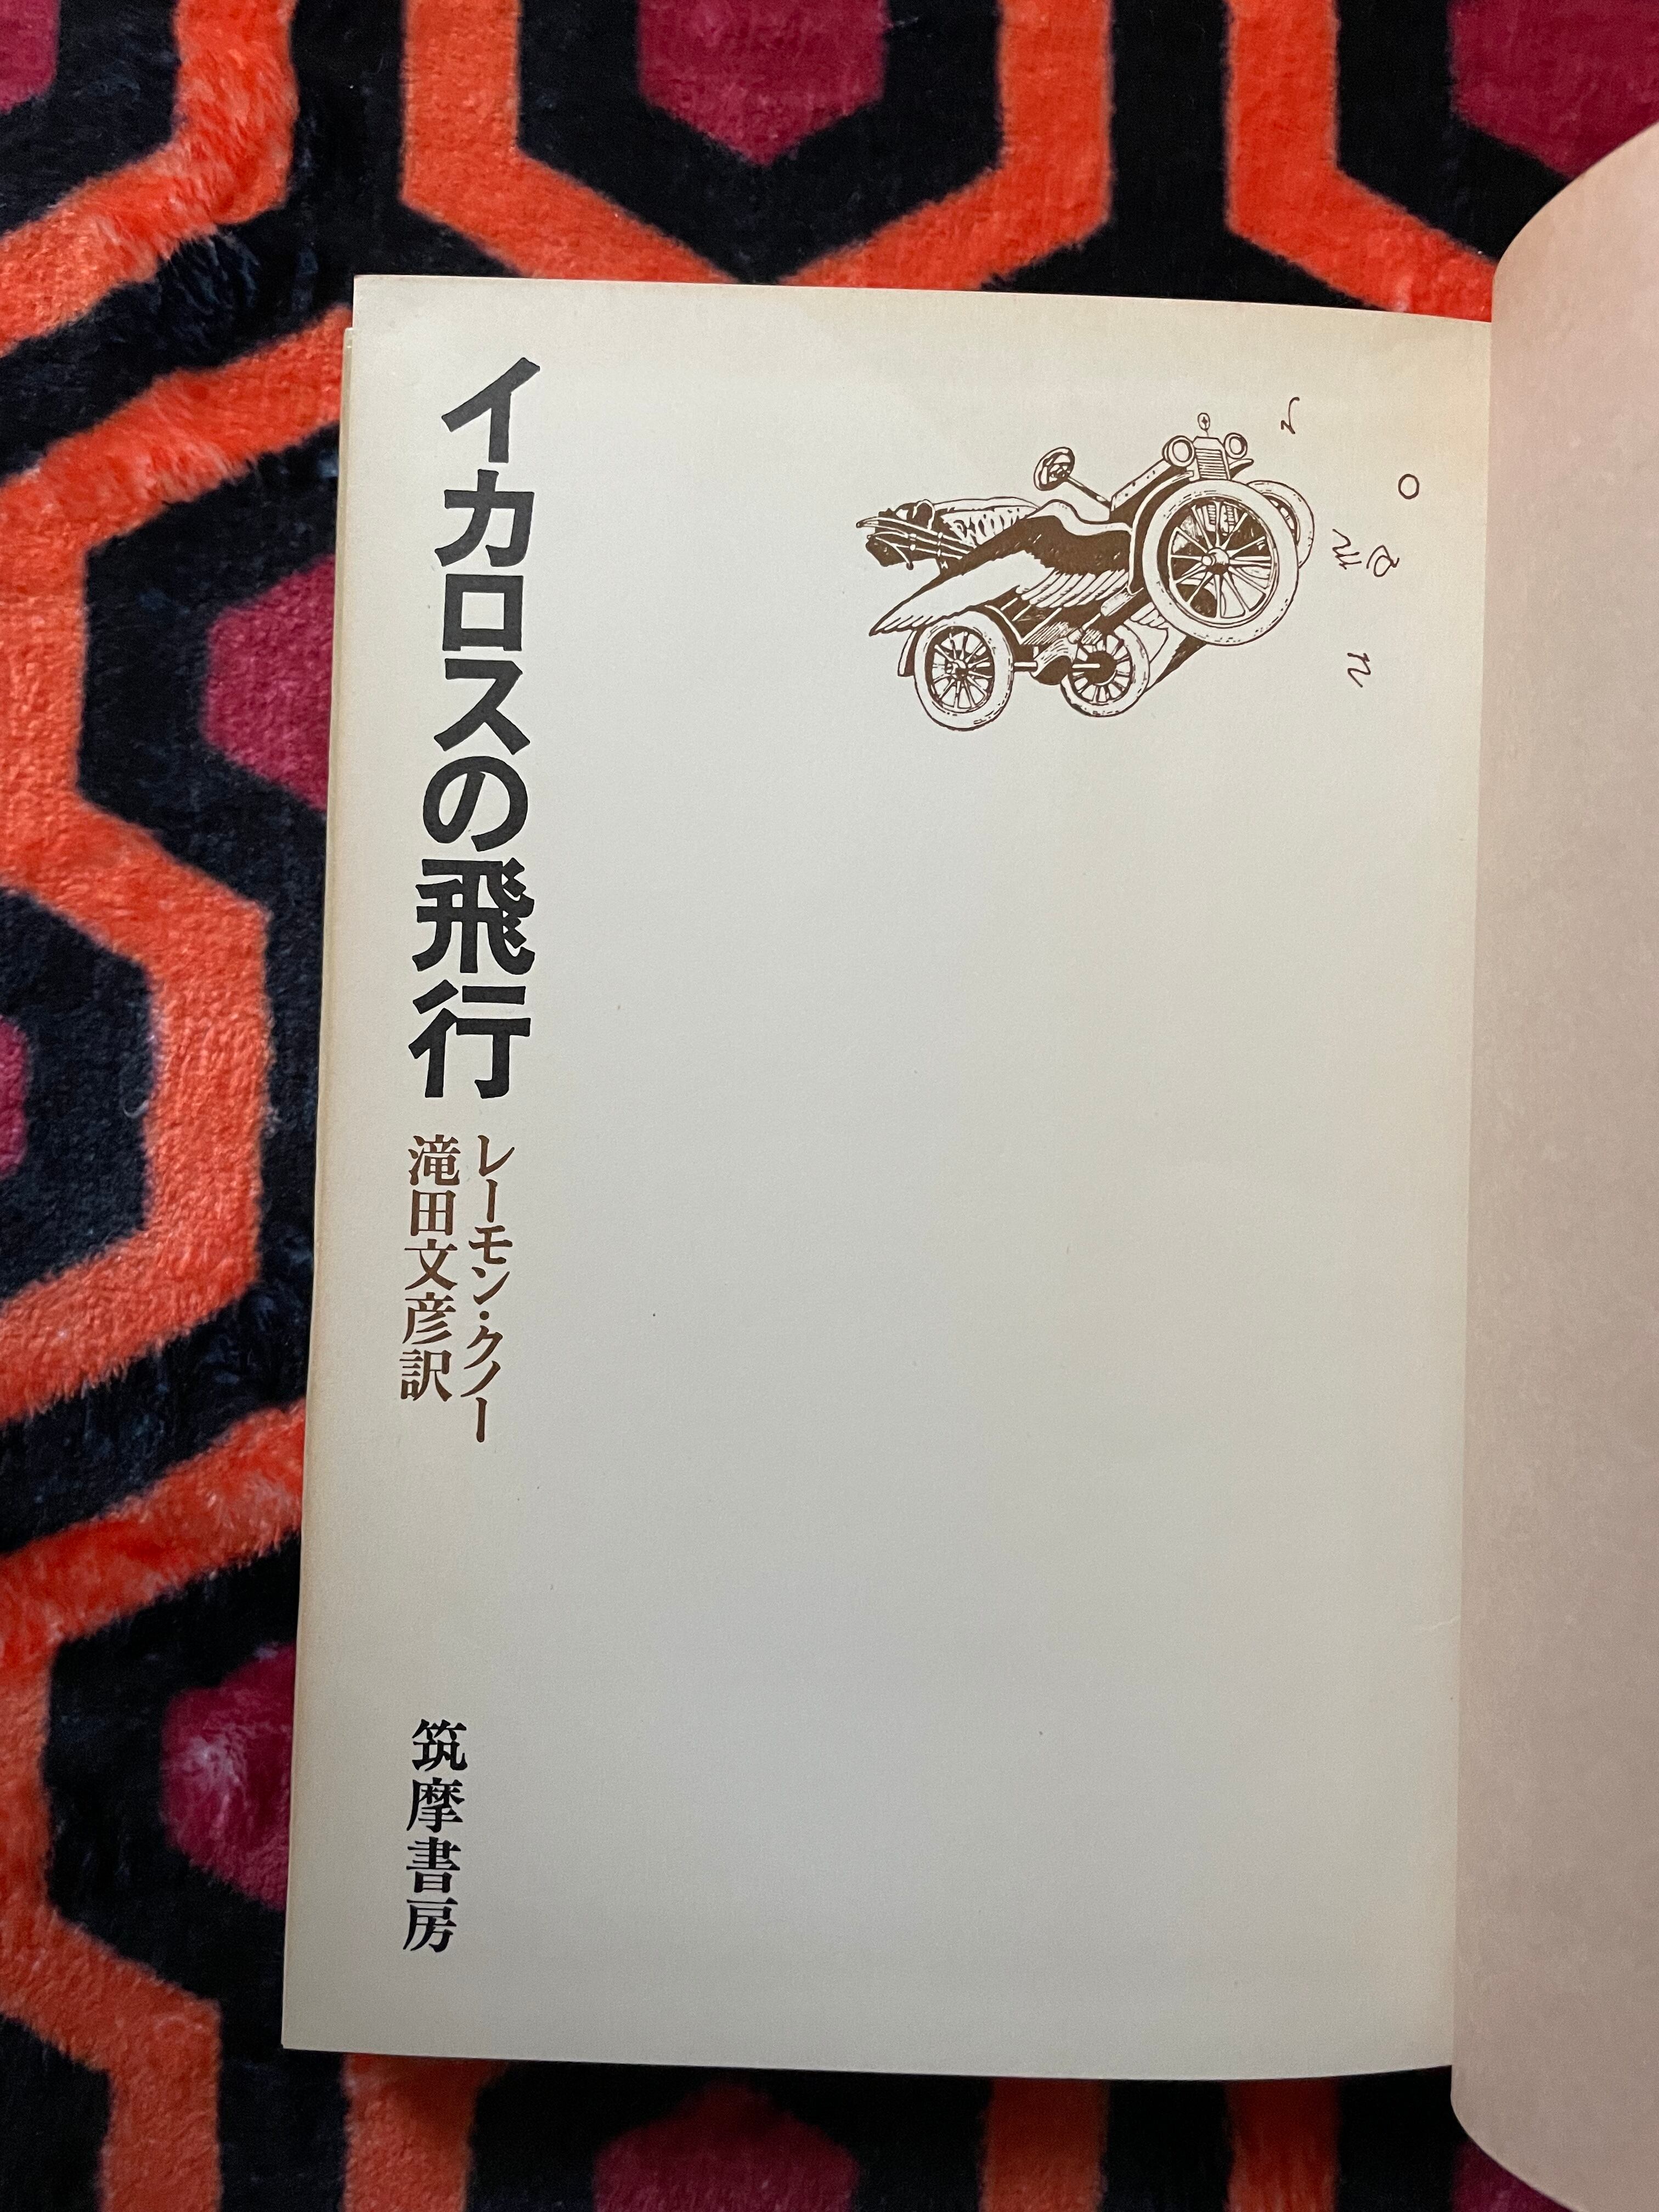 イカロスの飛行
レーモン・クノー
滝田文彦訳
筑摩書房